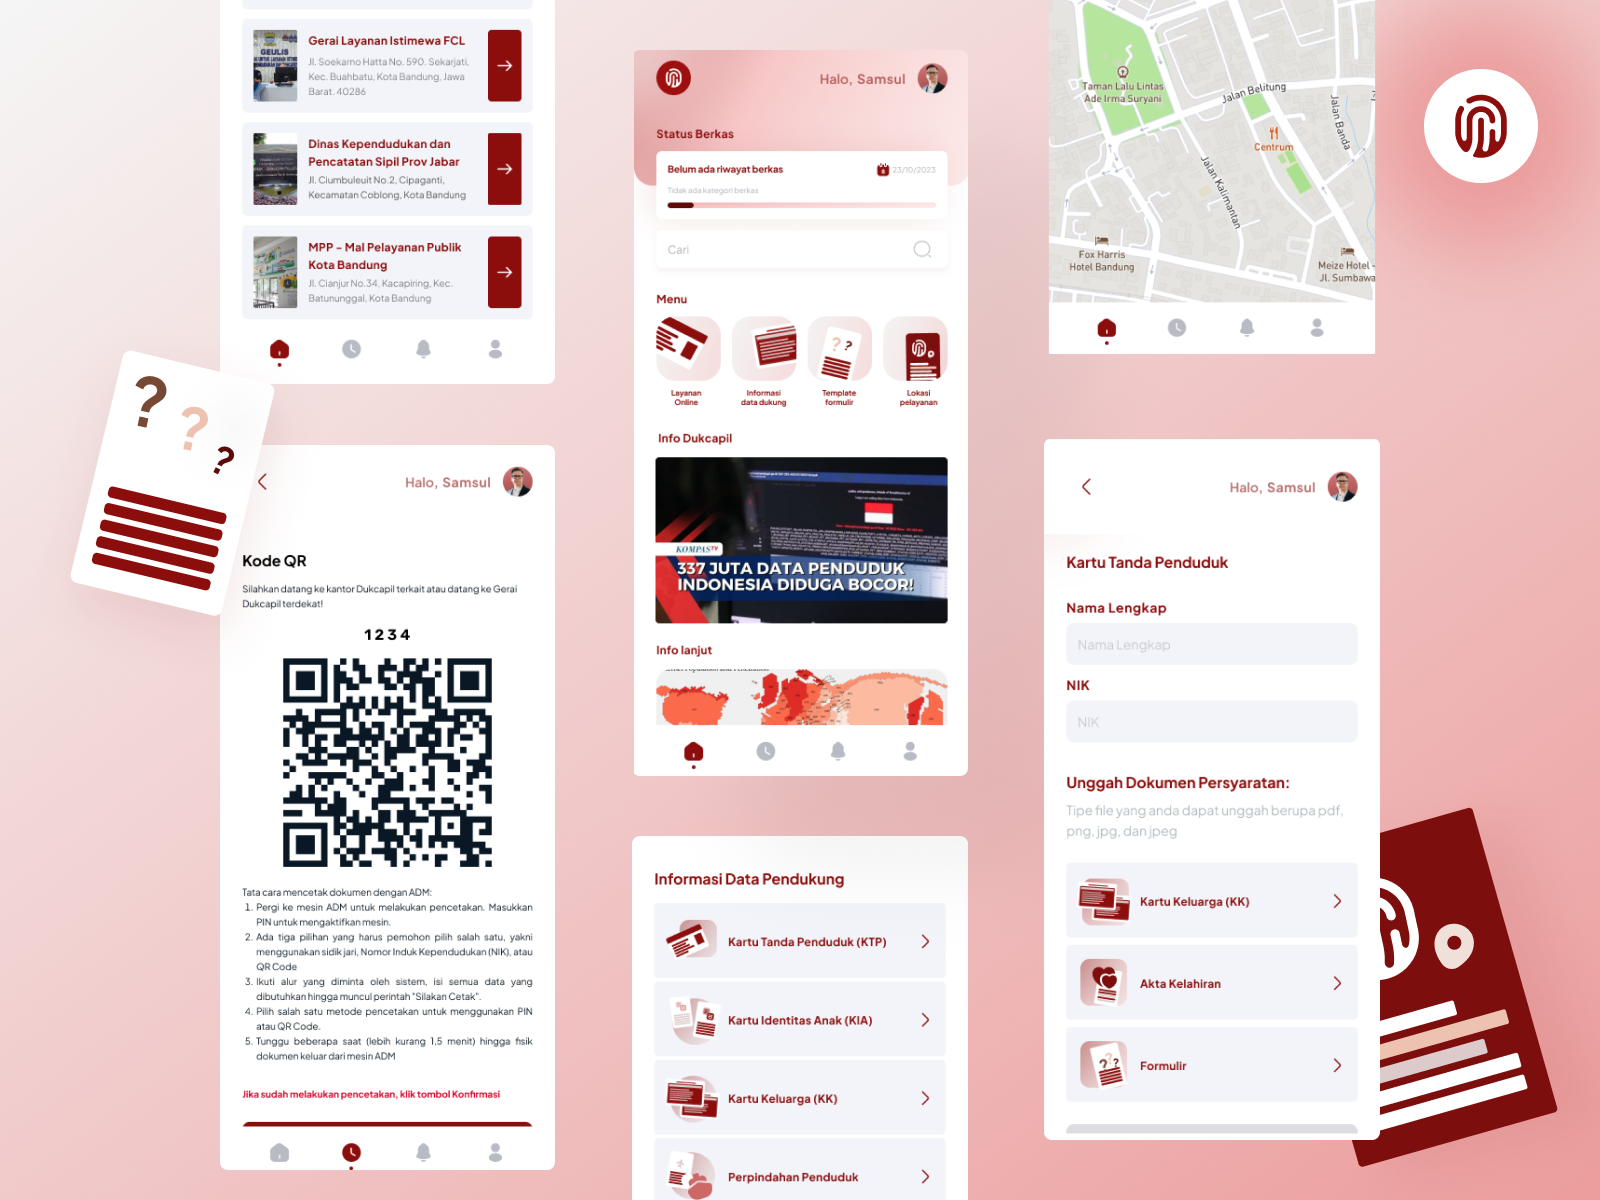 Gerai Layanan Istimewa FCL
Jl. Soekarno Hatta No. 590. Sekarjati,
Kec. Buahbatu, Kota Bandung, Jawa
Barat. 40286
GEULIS
Dinas Kependudukan dan
Pencatatan Sipil Prov Jabar
Jl. Ciumbuleuit No.2, Cipaganti,
Kecamatan Coblong, Kota Bandung
MPP - Mal Pelayanan Publik
Kota Bandung
Jl. Cianjur No.34, Kacapiring, Kec.
Batununggal, Kota Bandung
? ? ?
Halo, Samsul
Kode QR
Silahkan datang ke kantor Dukcapil terkait atau datang ke Gerai
Dukcapil terdekat!
1234
Tata cara mencetak dokumen dengan ADM:
1. Pergi ke mesin ADM untuk melakukan pencetakan. Masukkan
PIN untuk mengaktifkan mesin.
2. Ada tiga pilihan yang harus pemohon pilih salah satu, yakni
menggunakan sidik jari, Nomor Induk Kependudukan (NIK), atau
QR Code
3. Ikuti alur yang diminta oleh sistem, isi semua data yang
dibutuhkan hingga muncul perintah "Silakan Cetak".
4. Pilih salah satu metode pencetakan untuk menggunakan PIN
atau QR Code.
5. Tunggu beberapa saat (lebih kurang 1,5 menit) hingga fisik
dokumen keluar dari mesin ADM
Jika sudah melakukan pencetakan, klik tombol Konfirmasi
Halo, Samsul
Status Berkas
Belum ada riwayat berkas
23/10/2023
Tidak ada kategori berkas
Cari
Menu
Layanan
Online
Informasi
data dukung
? ?
Template
formulir
Lokasi
pelayanan
Info Dukcapil
KOMPAS TV
337 JUTA DATA PENDUDUK
INDONESIA DIDUGA BOCOR!
Info lanjut
Informasi Data Pendukung
Kartu Tanda Penduduk (KTP)
Kartu Identitas Anak (KIA)
Kartu Keluarga (KK)
Perpindahan Penduduk
Taman Lalu Lintas
Ade Irma Suryani
Jalan Belitung
Jalan Banda
Centrum
Jalan Kalimantan
Fox Harris
Hotel Bandung
Meize Hotel -
Jl. Sumbawa
Halo, Samsul
Kartu Tanda Penduduk
Nama Lengkap
Nama Lengkap
NIK
NIK
Unggah Dokumen Persyaratan:
Tipe file yang anda dapat unggah berupa pdf,
png, jpg, dan jpeg
Kartu Keluarga (KK)
Akta Kelahiran
? ? ?
Formulir